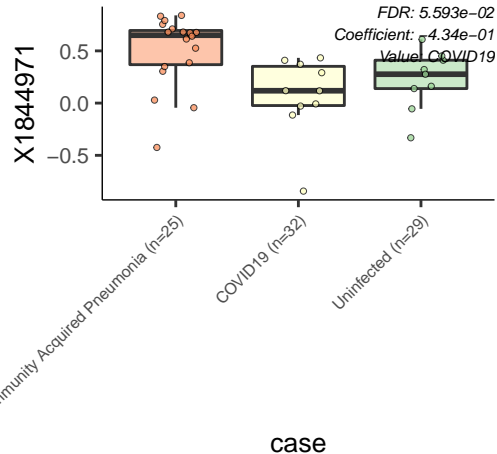 FDR: 5.593e−02
Coefficient: −4.34e−01
Value: COVID19
X1844971
0.5
0.0
−0.5
Acquired Pneumonia (n=25)
COVID19 (n=32)
Uninfected (n=29)
case